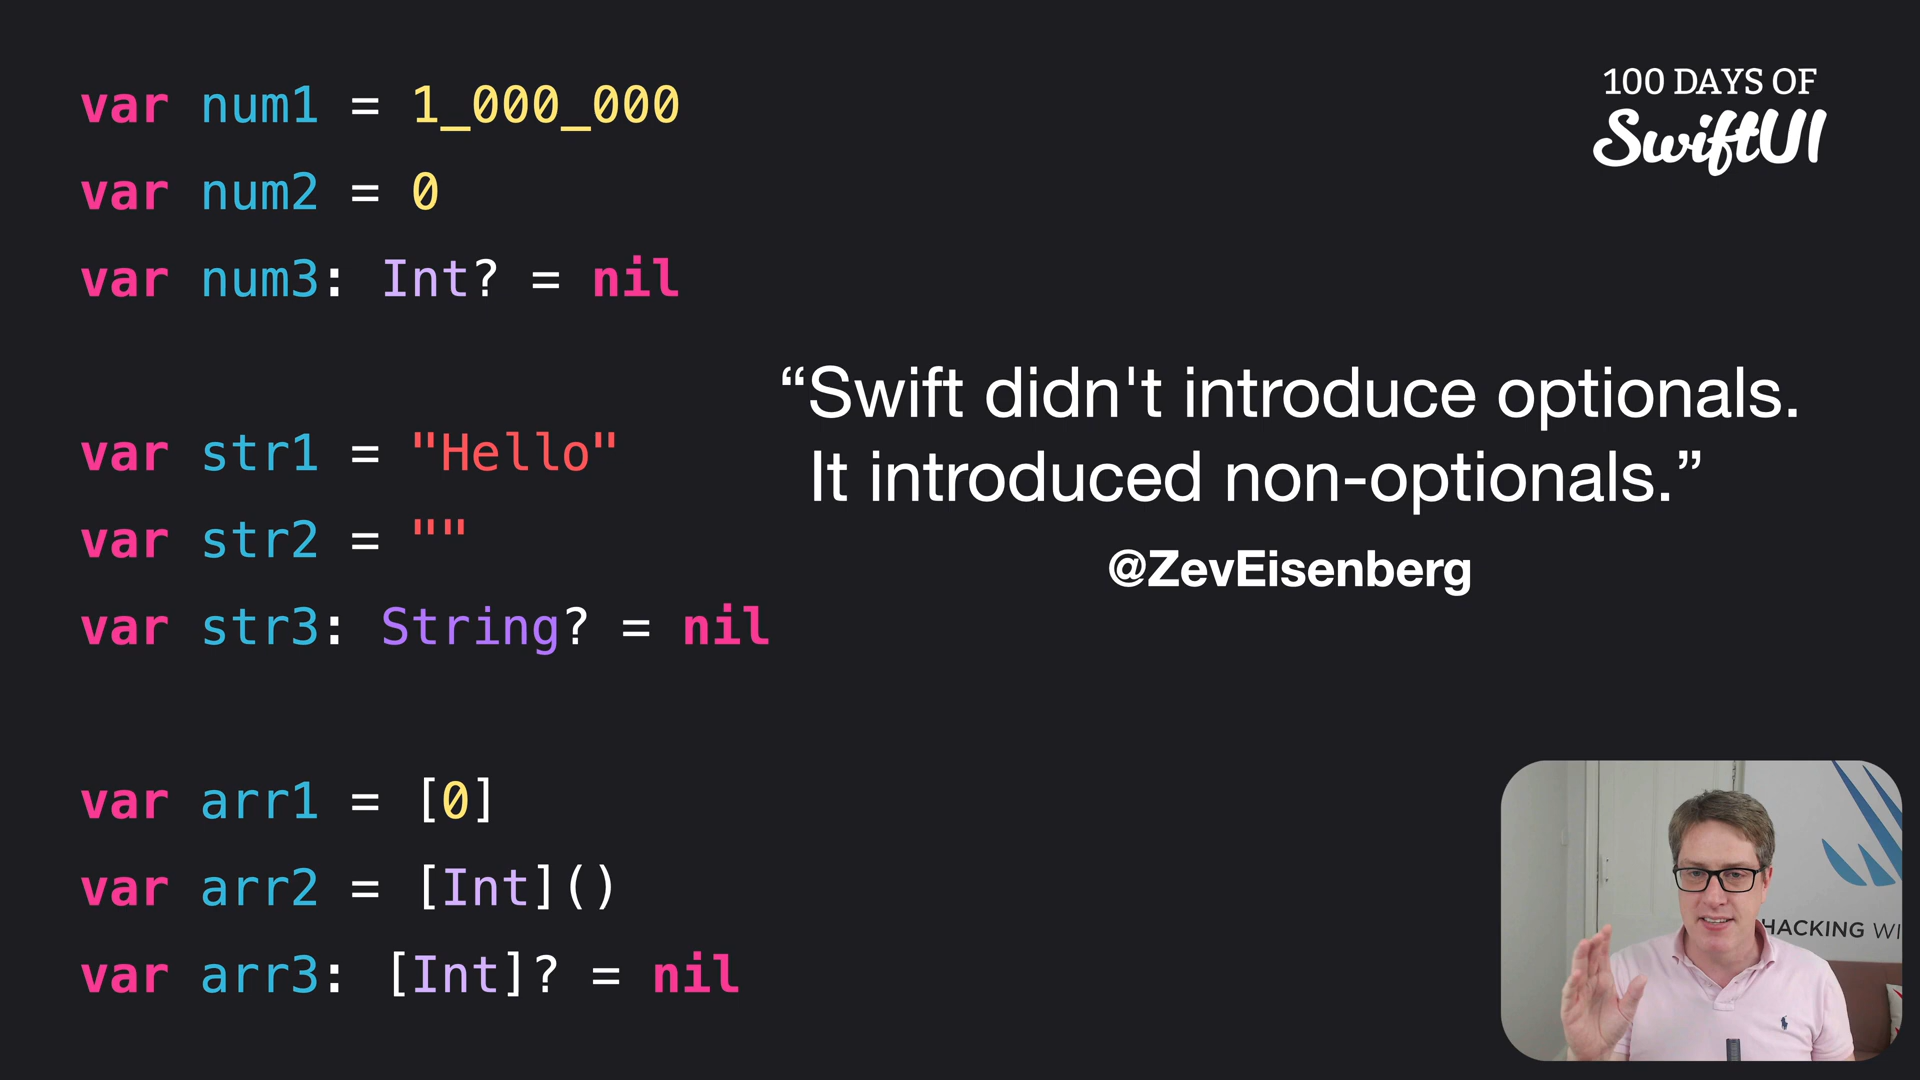 var num1 = 1_000_000
var num2 = 0
var num3: Int? = nil
var str1 = "Hello"
var str2 = ""
var str3: String? = nil
var arr1 = [0]
var arr2 = [Int]()
var arr3: [Int]? = nil
100 DAYS OF
SwiftUI
“Swift didn't introduce optionals.
It introduced non-optionals.”
@ZevEisenberg
HACKING WI